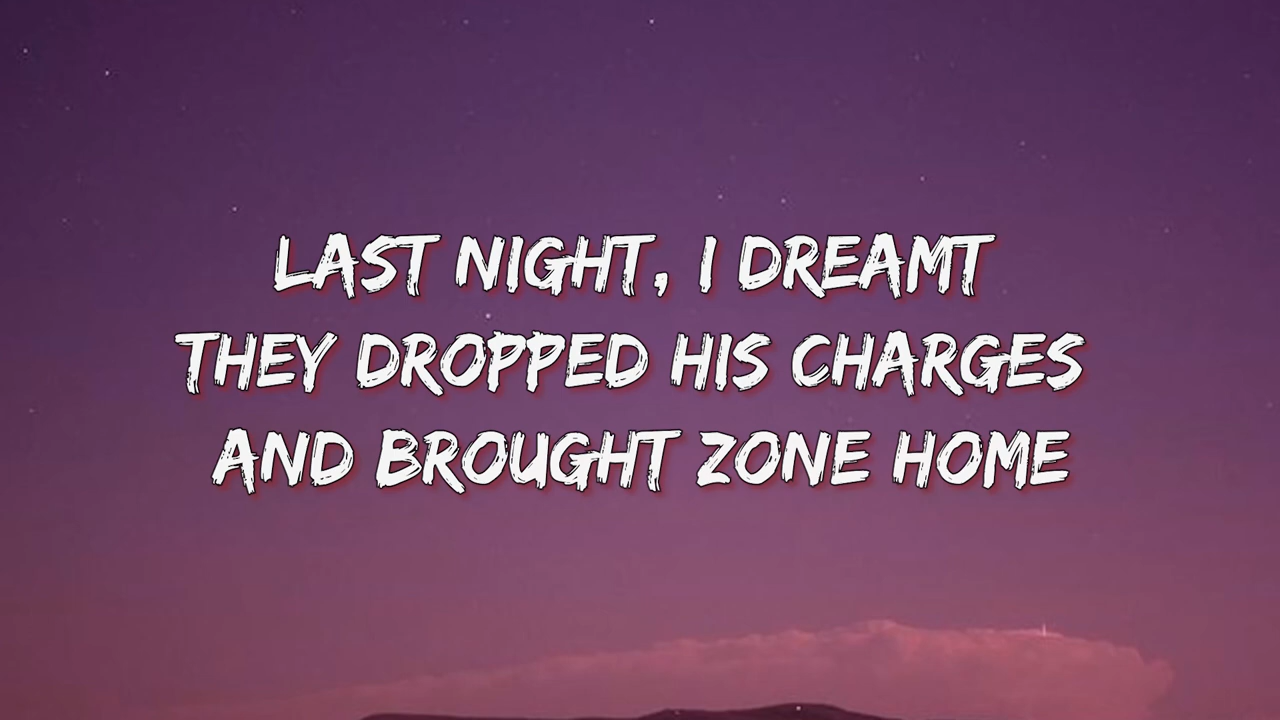 LAST NIGHT, I DREAMT
THEY DROPPED HIS CHARGES
AND BROUGHT ZONE HOME